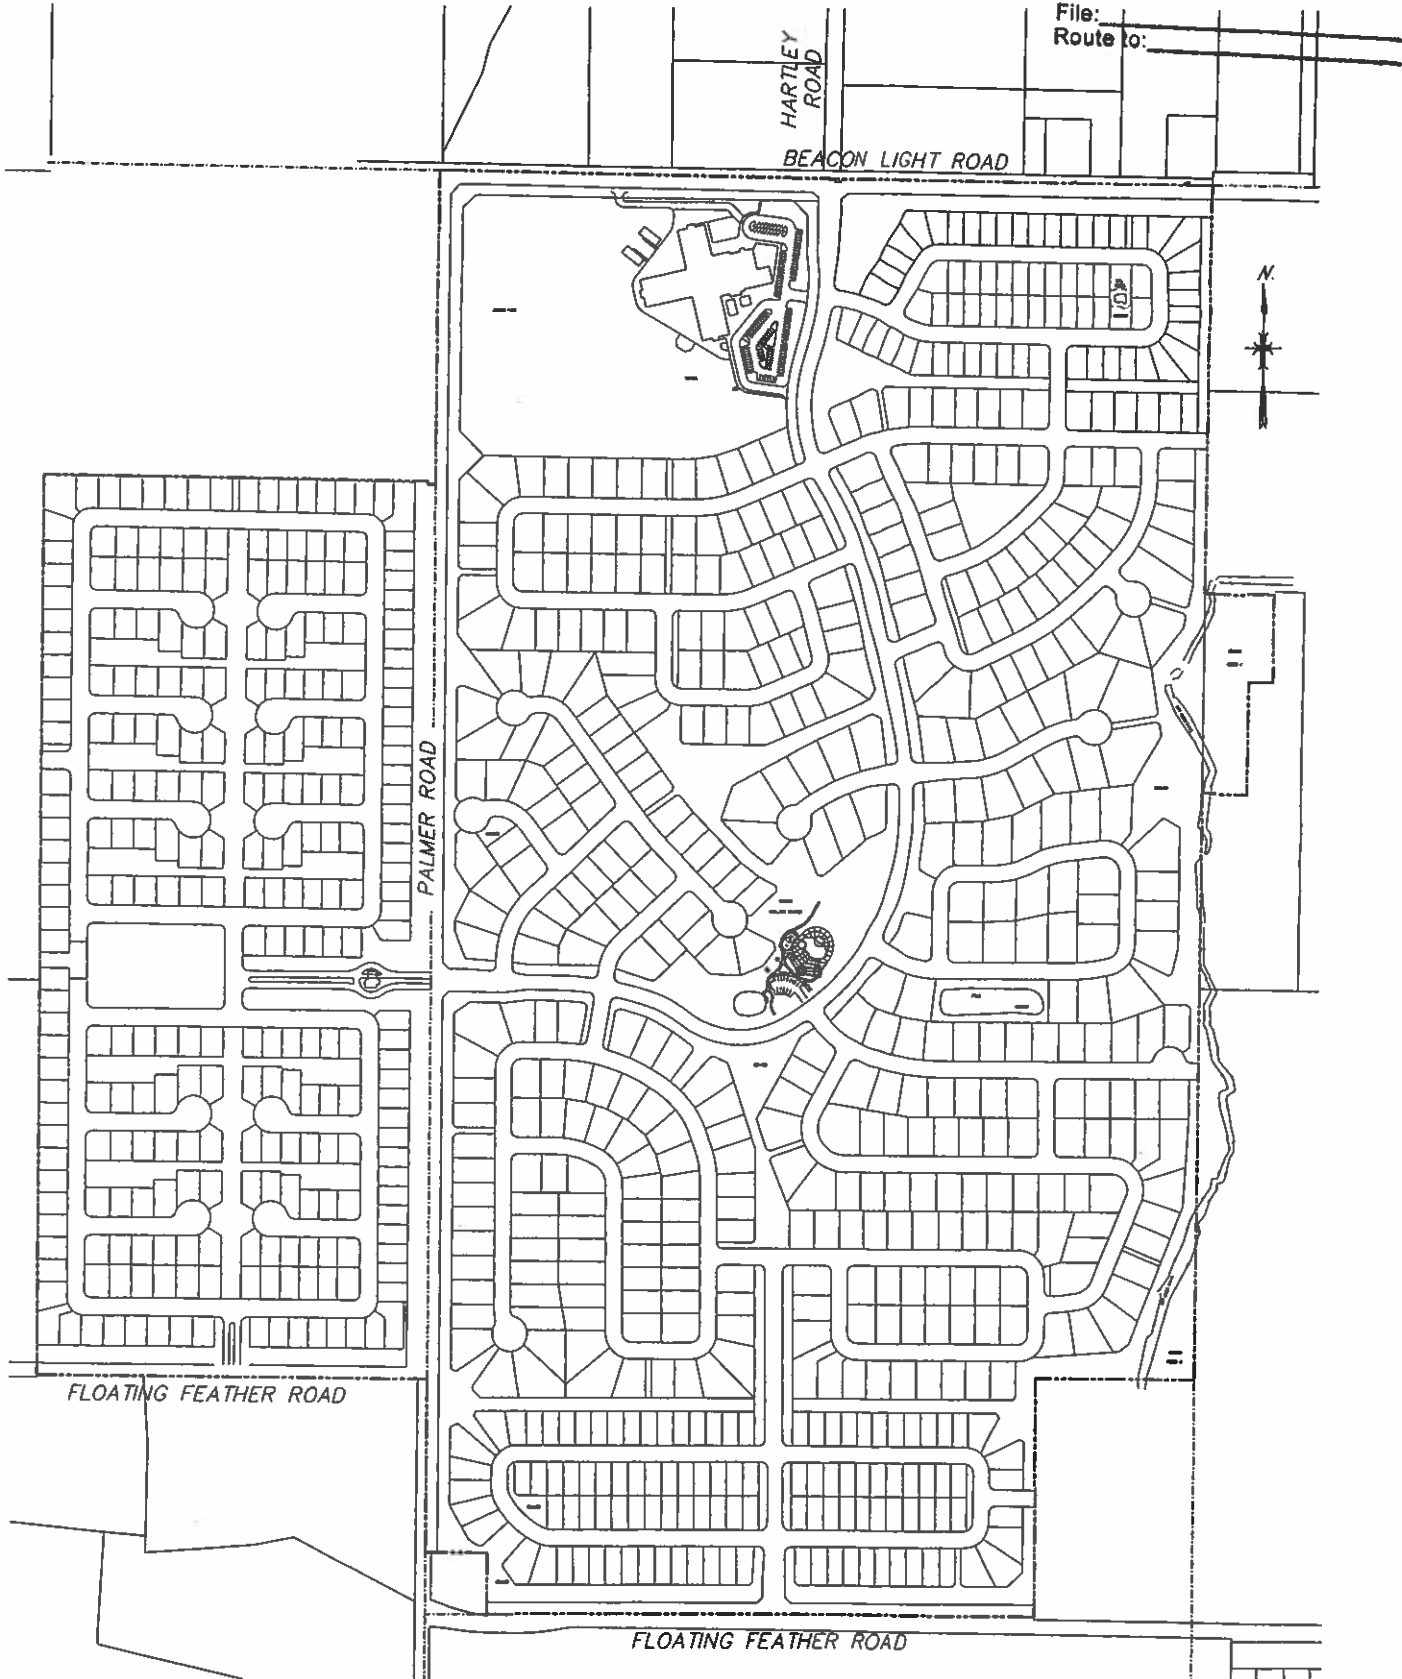 File:
Route to:
HARTLEY
ROAD
BEACON LIGHT ROAD
N.
PALMER ROAD
FLOATING FEATHER ROAD
FLOATING FEATHER ROAD